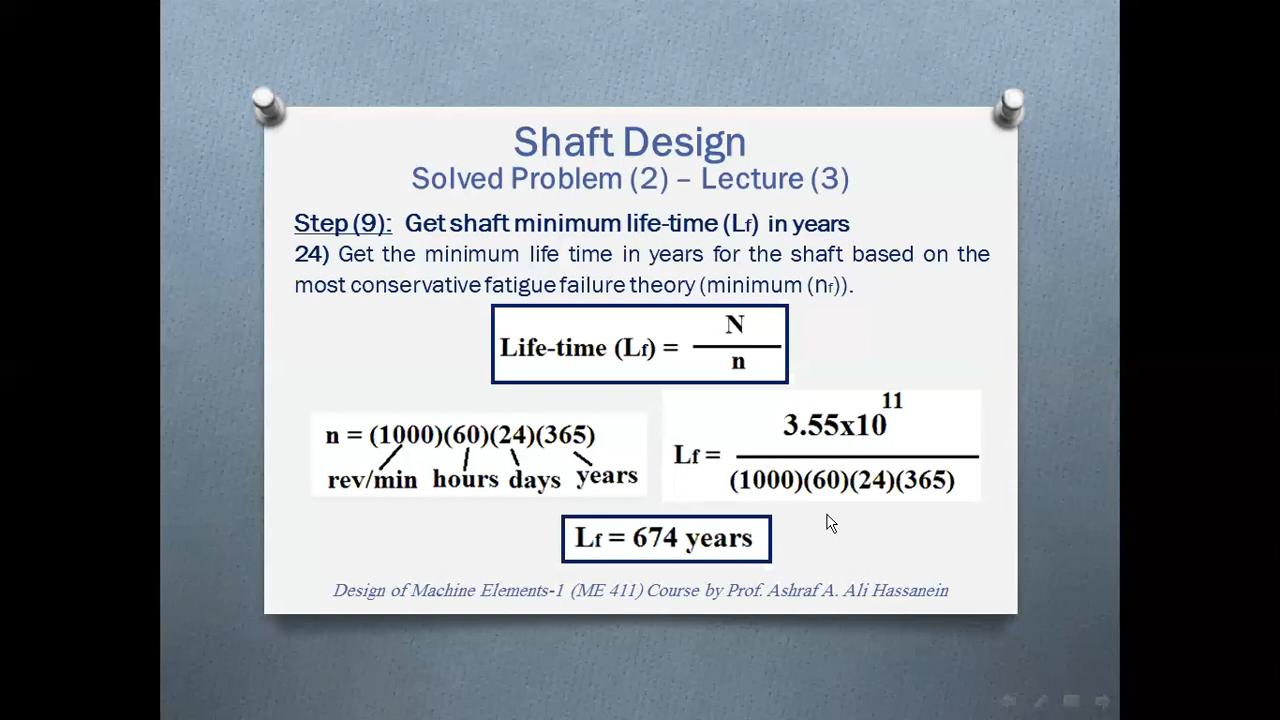 Shaft Design
Solved Problem (2) – Lecture (3)
Step (9): Get shaft minimum life-time (Lf) in years
24) Get the minimum life time in years for the shaft based on the
most conservative fatigue failure theory (minimum (nf)).
Life-time (Lf) = N / n
n = (1000)(60)(24)(365)
rev/min hours days years
Lf = 3.55x10^11 / (1000)(60)(24)(365)
Lf = 674 years
Design of Machine Elements-1 (ME 411) Course by Prof. Ashraf A. Ali Hassanein